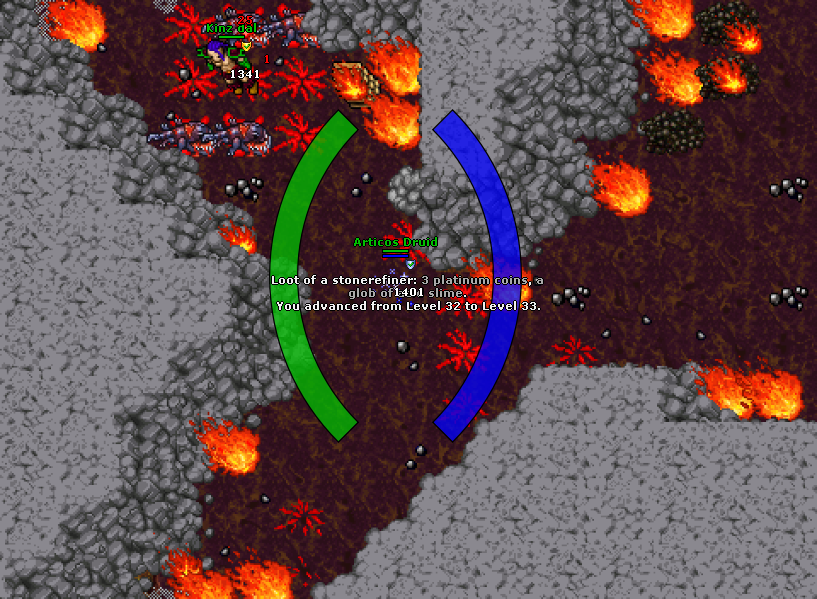 Kinz dal
1341
Articos Druid
Loot of a stonerefiner: 3 platinum coins, a
glob of slime.
1401
You advanced from Level 32 to Level 33.